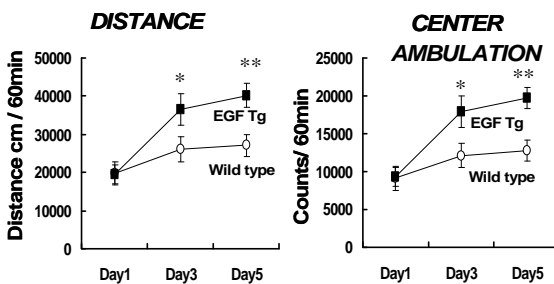 DISTANCE
Distance cm / 60min
50000
40000
30000
20000
10000
0
*
**
EGF Tg
Wild type
Day1 Day3 Day5
CENTER
AMBULATION
Counts/ 60min
25000
20000
15000
10000
5000
0
*
**
EGF Tg
Wild type
Day1 Day3 Day5